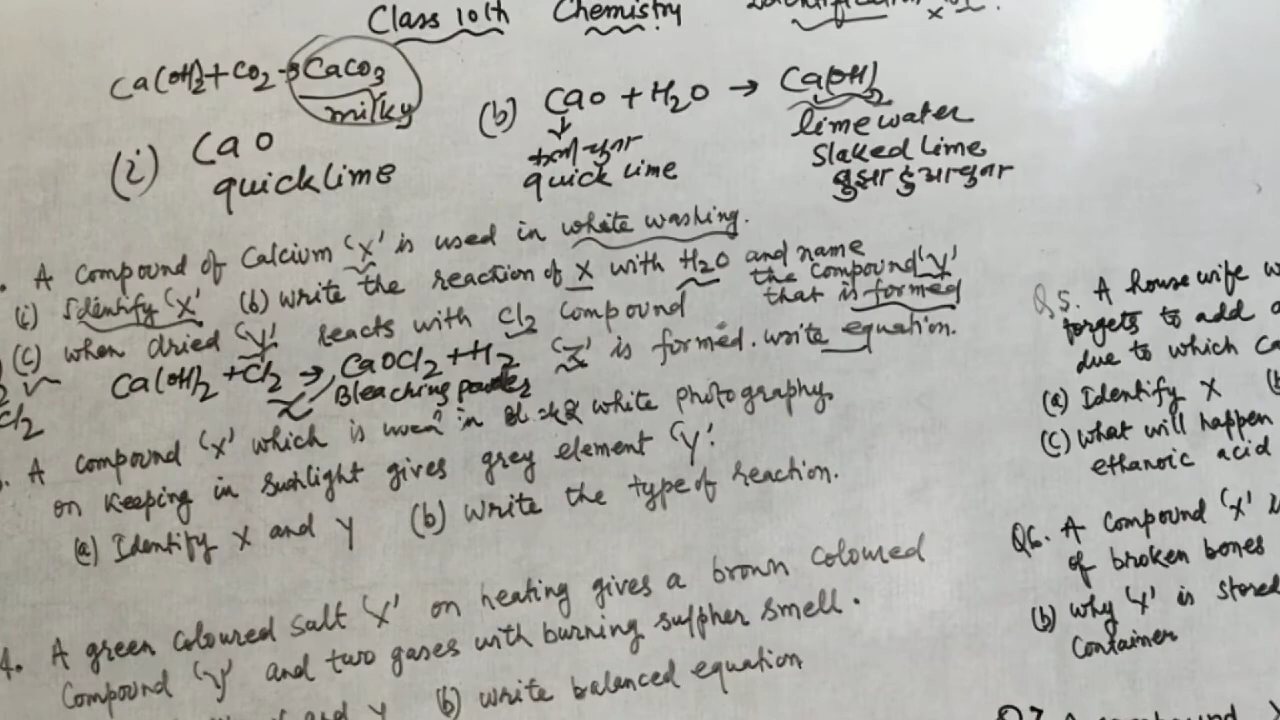 Class 10th Chemistry
Ca(OH)2 + CO2 → CaCO3
milky
(i) CaO
quicklime
(b) CaO + H2O → Ca(OH)2
quick lime
lime water
Slaked Lime
बुझा हुआ चुना
A compound of Calcium 'X' is used in white washing.
(i) Identify 'X' (b) write the reaction of X with H2O and name the compound 'Y' that is formed
(C) when dried 'Y' reacts with Cl2 compound 'Z' is formed. write equation.
Ca(OH)2 + Cl2 → CaOCl2 + H2
Bleaching powder
Cl2
A compound 'X' which is used in white photography
on keeping in sunlight gives grey element 'Y'.
(a) Identify X and Y (b) write the type of reaction.
4. A green coloured salt 'X' on heating gives a brown coloured
Compound 'Y' and two gases with burning sulpher smell.
and Y (b) write balanced equation
Q5. A housewife
forgets to add
due to which
(a) Identify X
(C) what will happen
ethanoic acid
Q6. A compound 'X'
of broken bones
(b) why 'X' is stored
Container